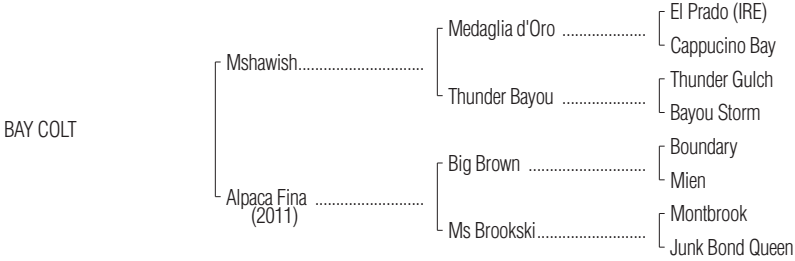 El Prado (IRE)
Medaglia d'Oro ....................
Cappucino Bay
Mshawish..............................
Thunder Gulch
Thunder Bayou ....................
Bayou Storm
BAY COLT
Boundary
Big Brown ............................
Mien
Alpaca Fina ..........................
(2011)
Montbrook
Ms Brookski..........................
Junk Bond Queen